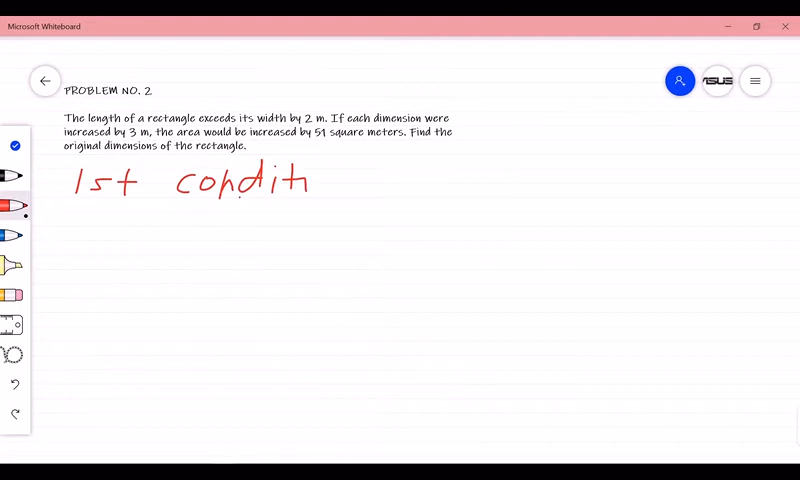 Microsoft Whiteboard
PROBLEM NO. 2
The length of a rectangle exceeds its width by 2 m. If each dimension were
increased by 3 m, the area would be increased by 51 square meters. Find the
original dimensions of the rectangle.
1st condith
ASUS